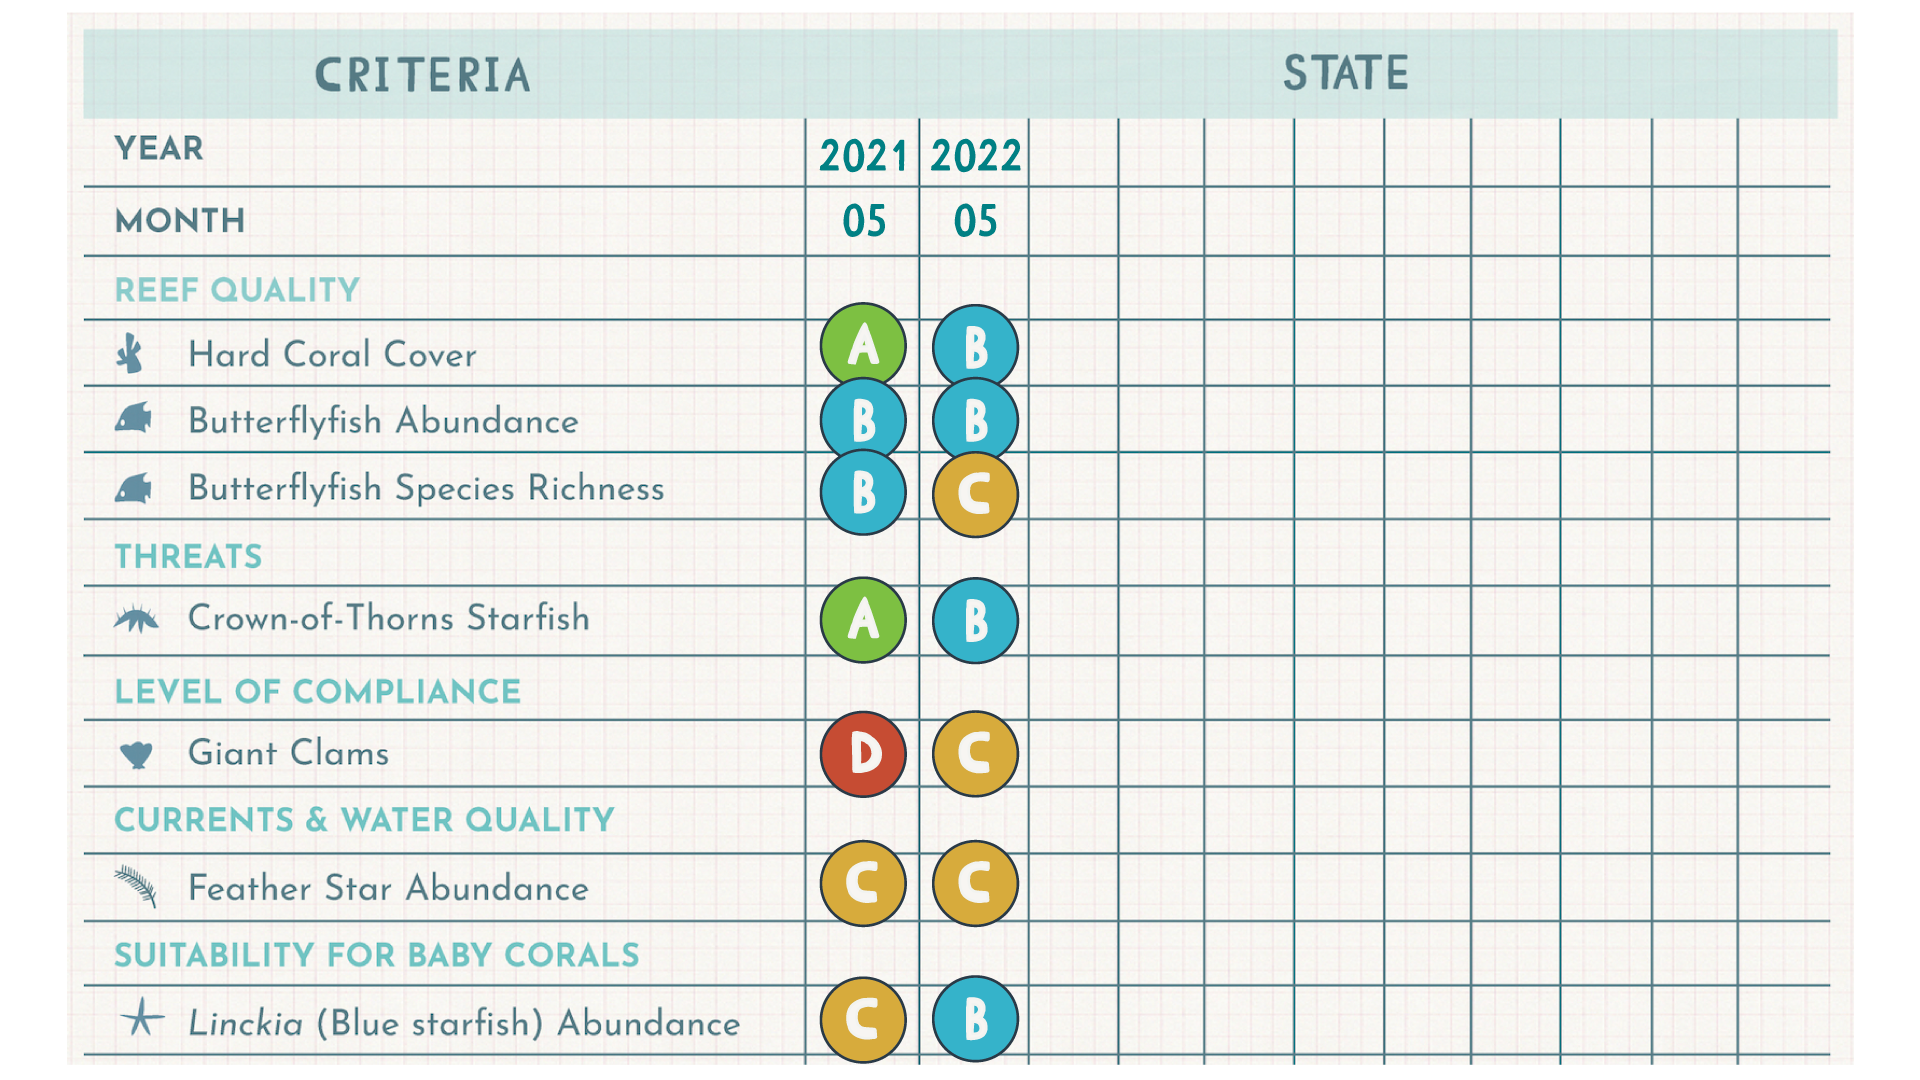 CRITERIA STATE
YEAR 2021 2022
MONTH 05 05
REEF QUALITY
Hard Coral Cover A B
Butterflyfish Abundance B B
Butterflyfish Species Richness B C
THREATS
Crown-of-Thorns Starfish A B
LEVEL OF COMPLIANCE
Giant Clams D C
CURRENTS & WATER QUALITY
Feather Star Abundance C C
SUITABILITY FOR BABY CORALS
Linckia (Blue starfish) Abundance C B